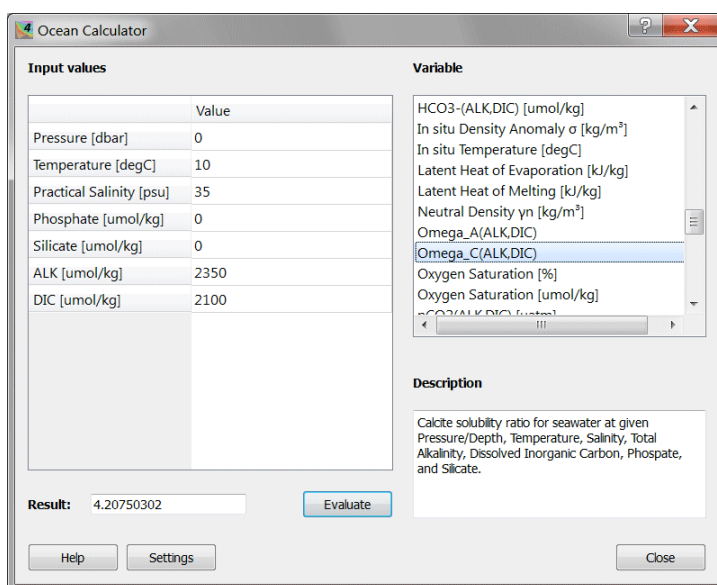 4 Ocean Calculator
Input values
Value
Pressure [dbar] 0
Temperature [degC] 10
Practical Salinity [psu] 35
Phosphate [umol/kg] 0
Silicate [umol/kg] 0
ALK [umol/kg] 2350
DIC [umol/kg] 2100
Result: 4.20750302
Evaluate
Help
Settings
Variable
HCO3-(ALK,DIC) [umol/kg]
In situ Density Anomaly σ [kg/m³]
In situ Temperature [degC]
Latent Heat of Evaporation [kJ/kg]
Latent Heat of Melting [kJ/kg]
Neutral Density γn [kg/m³]
Omega_A(ALK,DIC)
Omega_C(ALK,DIC)
Oxygen Saturation [%]
Oxygen Saturation [umol/kg]
pCO2(ALK,DIC) [uatm]
Description
Calcite solubility ratio for seawater at given
Pressure/Depth, Temperature, Salinity, Total
Alkalinity, Dissolved Inorganic Carbon, Phospate,
and Silicate.
Close